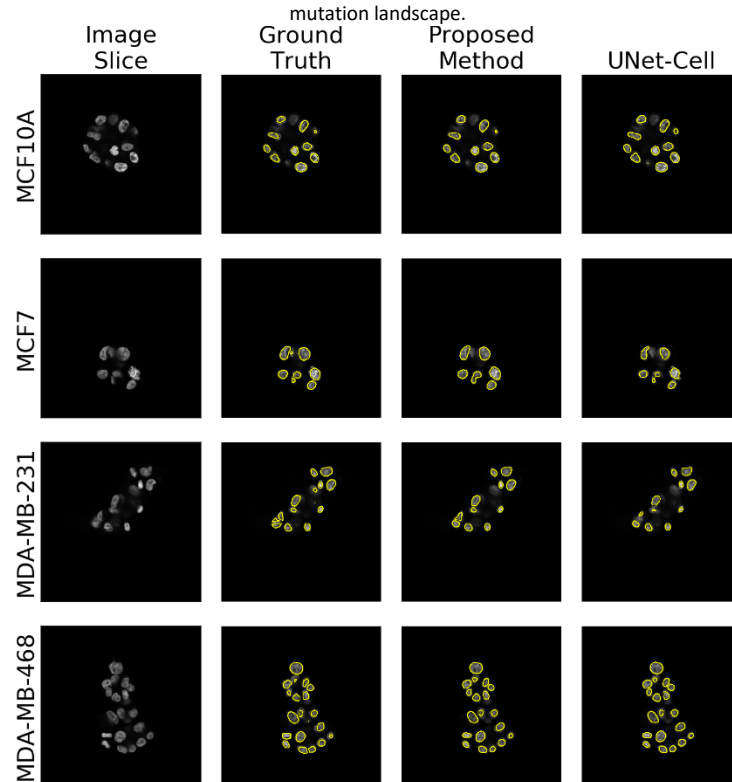 mutation landscape.
Image Slice
Ground Truth
Proposed Method
UNet-Cell
MCF10A
MCF7
MDA-MB-231
MDA-MB-468